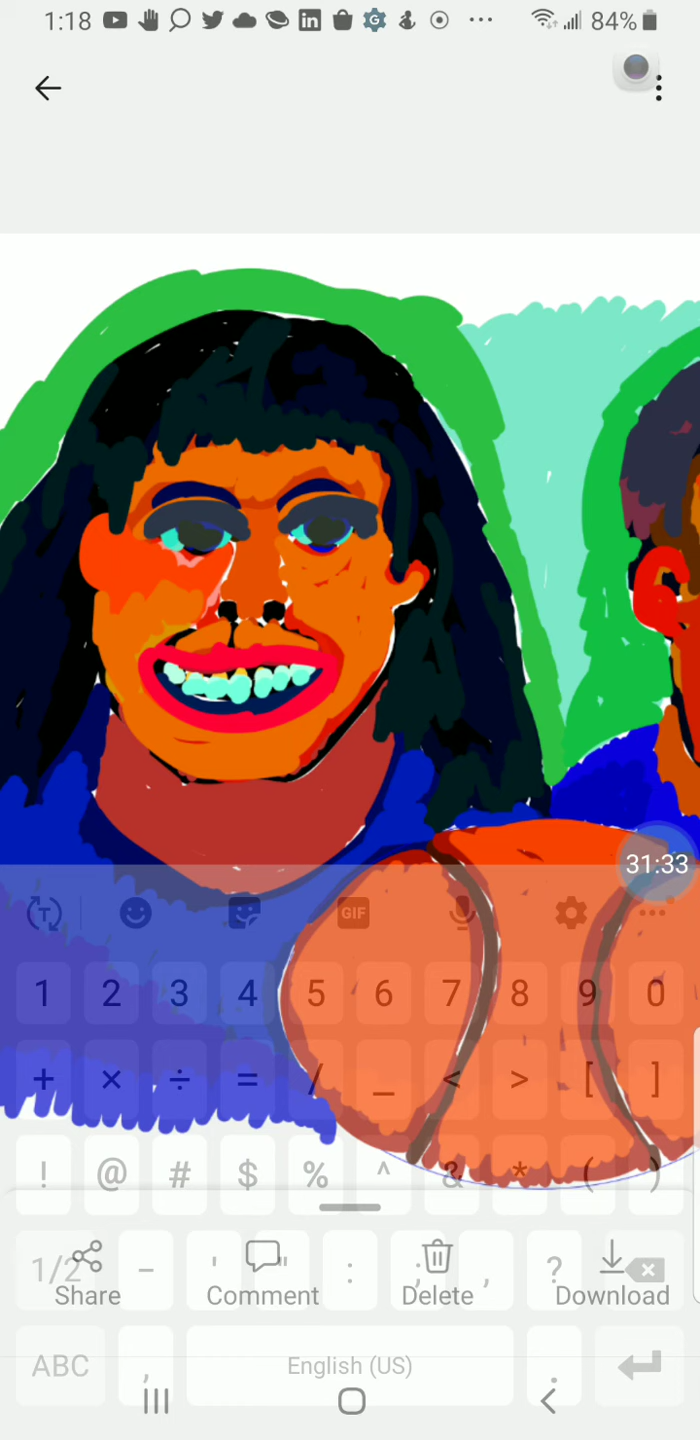 1:18 84%
31:33
GIF
1 2 3 4 5 6 7 8 9 0
+ × ÷ = / _ < > [ ]
! @ # $ % ^ & * ( )
1/2 - ' " : ; , ?
Share Comment Delete Download
ABC , English (US) .